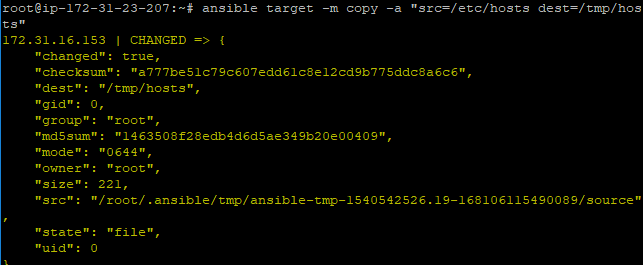 root@ip-172-31-23-207:~# ansible target -m copy -a "src=/etc/hosts dest=/tmp/hos
ts"
172.31.16.153 | CHANGED => {
    "changed": true,
    "checksum": "a777be51c79c607edd61c8e12cd9b775ddc8a6c6",
    "dest": "/tmp/hosts",
    "gid": 0,
    "group": "root",
    "md5sum": "1463508f28edb4d6d5ae349b20e00409",
    "mode": "0644",
    "owner": "root",
    "size": 221,
    "src": "/root/.ansible/tmp/ansible-tmp-1540542526.19-168106115490089/source"
,
    "state": "file",
    "uid": 0
}